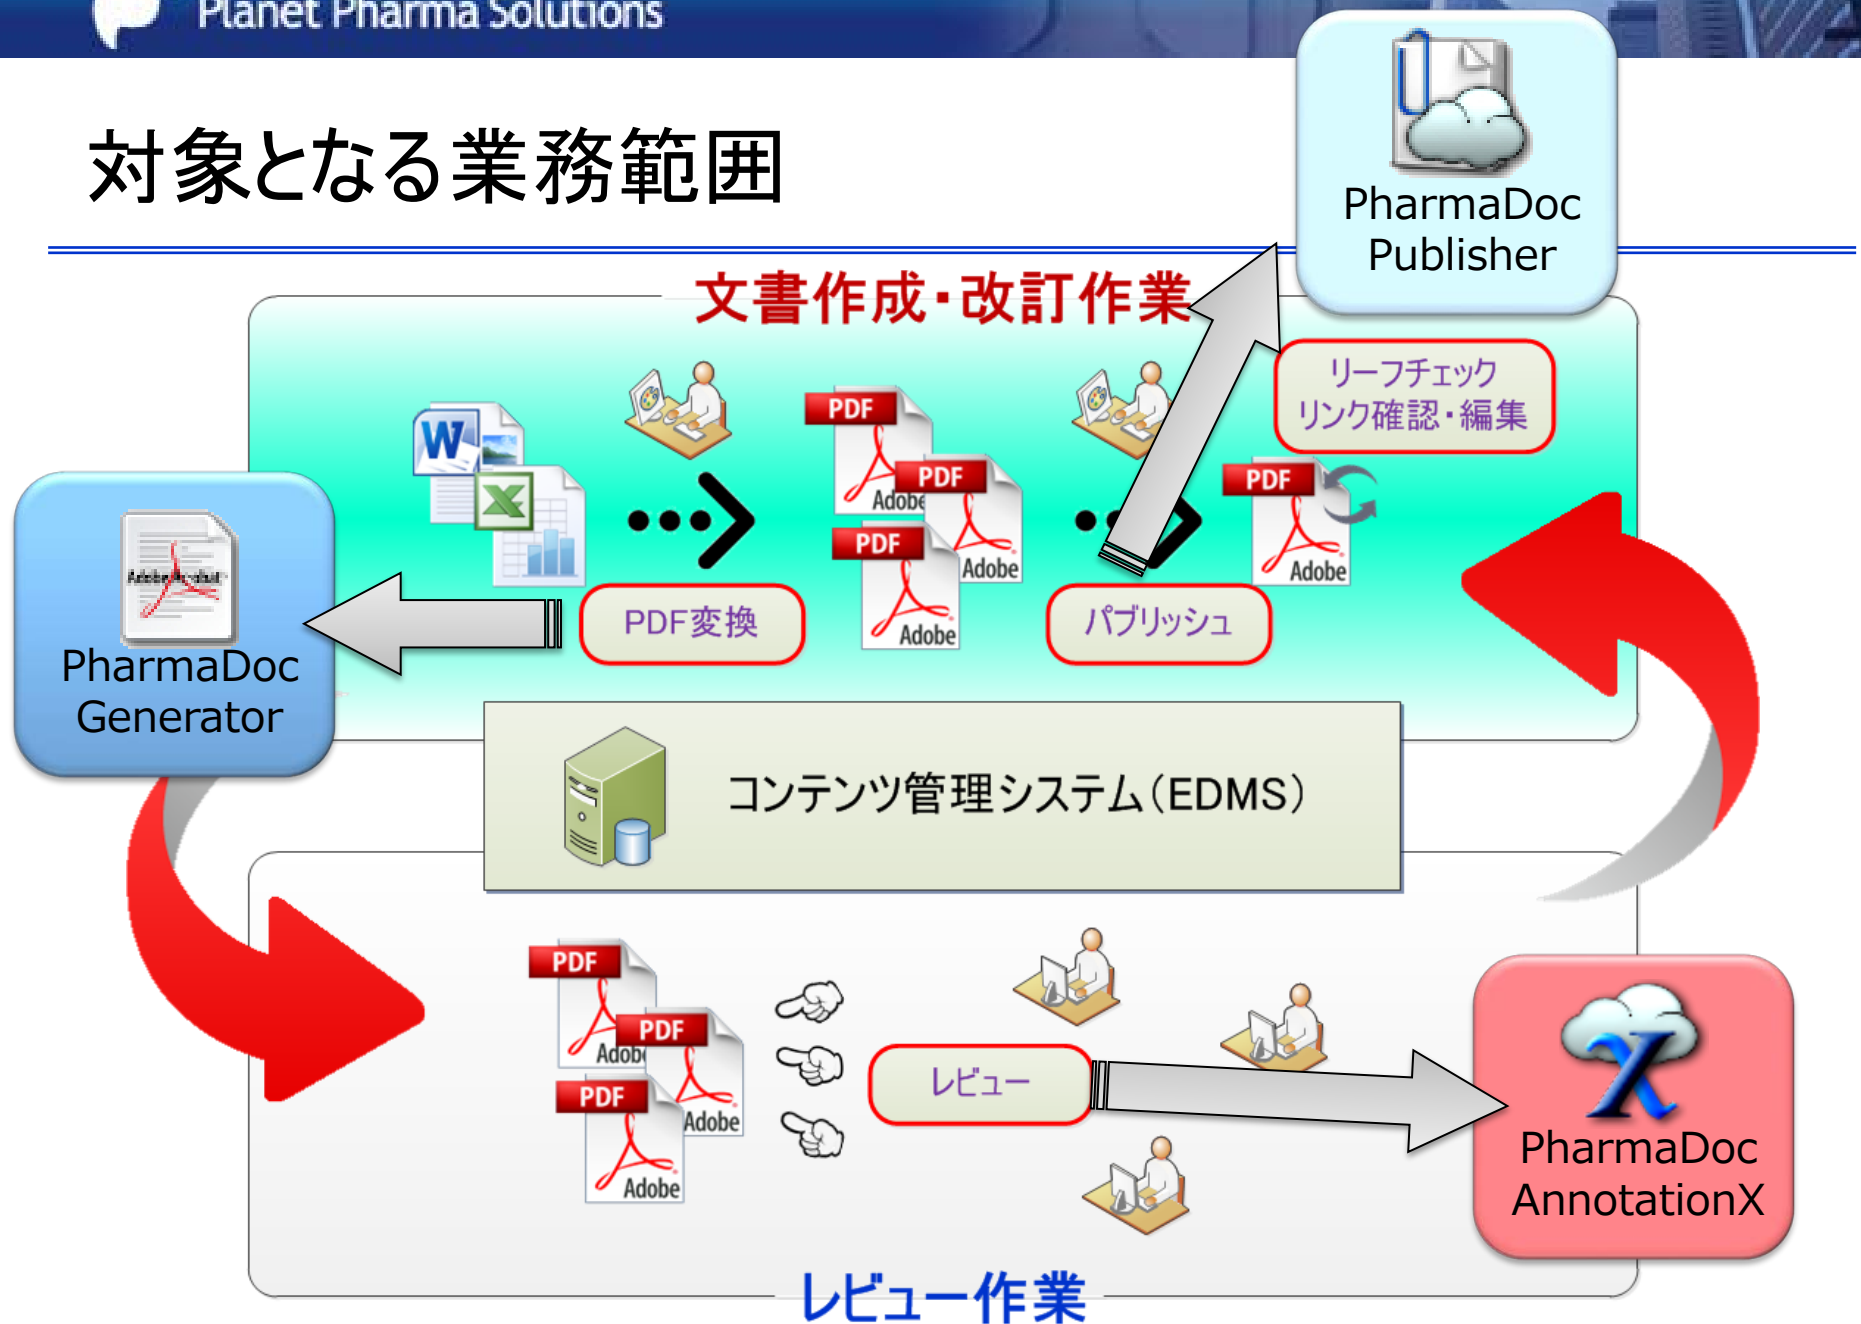 Planet Pharma Solutions
対象となる業務範囲
PharmaDoc
Publisher
文書作成・改訂作業
リーフチェック
リンク確認・編集
W
X
PDF
Adobe
PDF
Adobe
PDF
Adobe
PDF
Adobe
PDF変換
パブリッシュ
Adobe Acrobat
PharmaDoc
Generator
コンテンツ管理システム（EDMS）
PDF
Adobe
PDF
Adobe
PDF
Adobe
レビュー
X
PharmaDoc
AnnotationX
レビュー作業